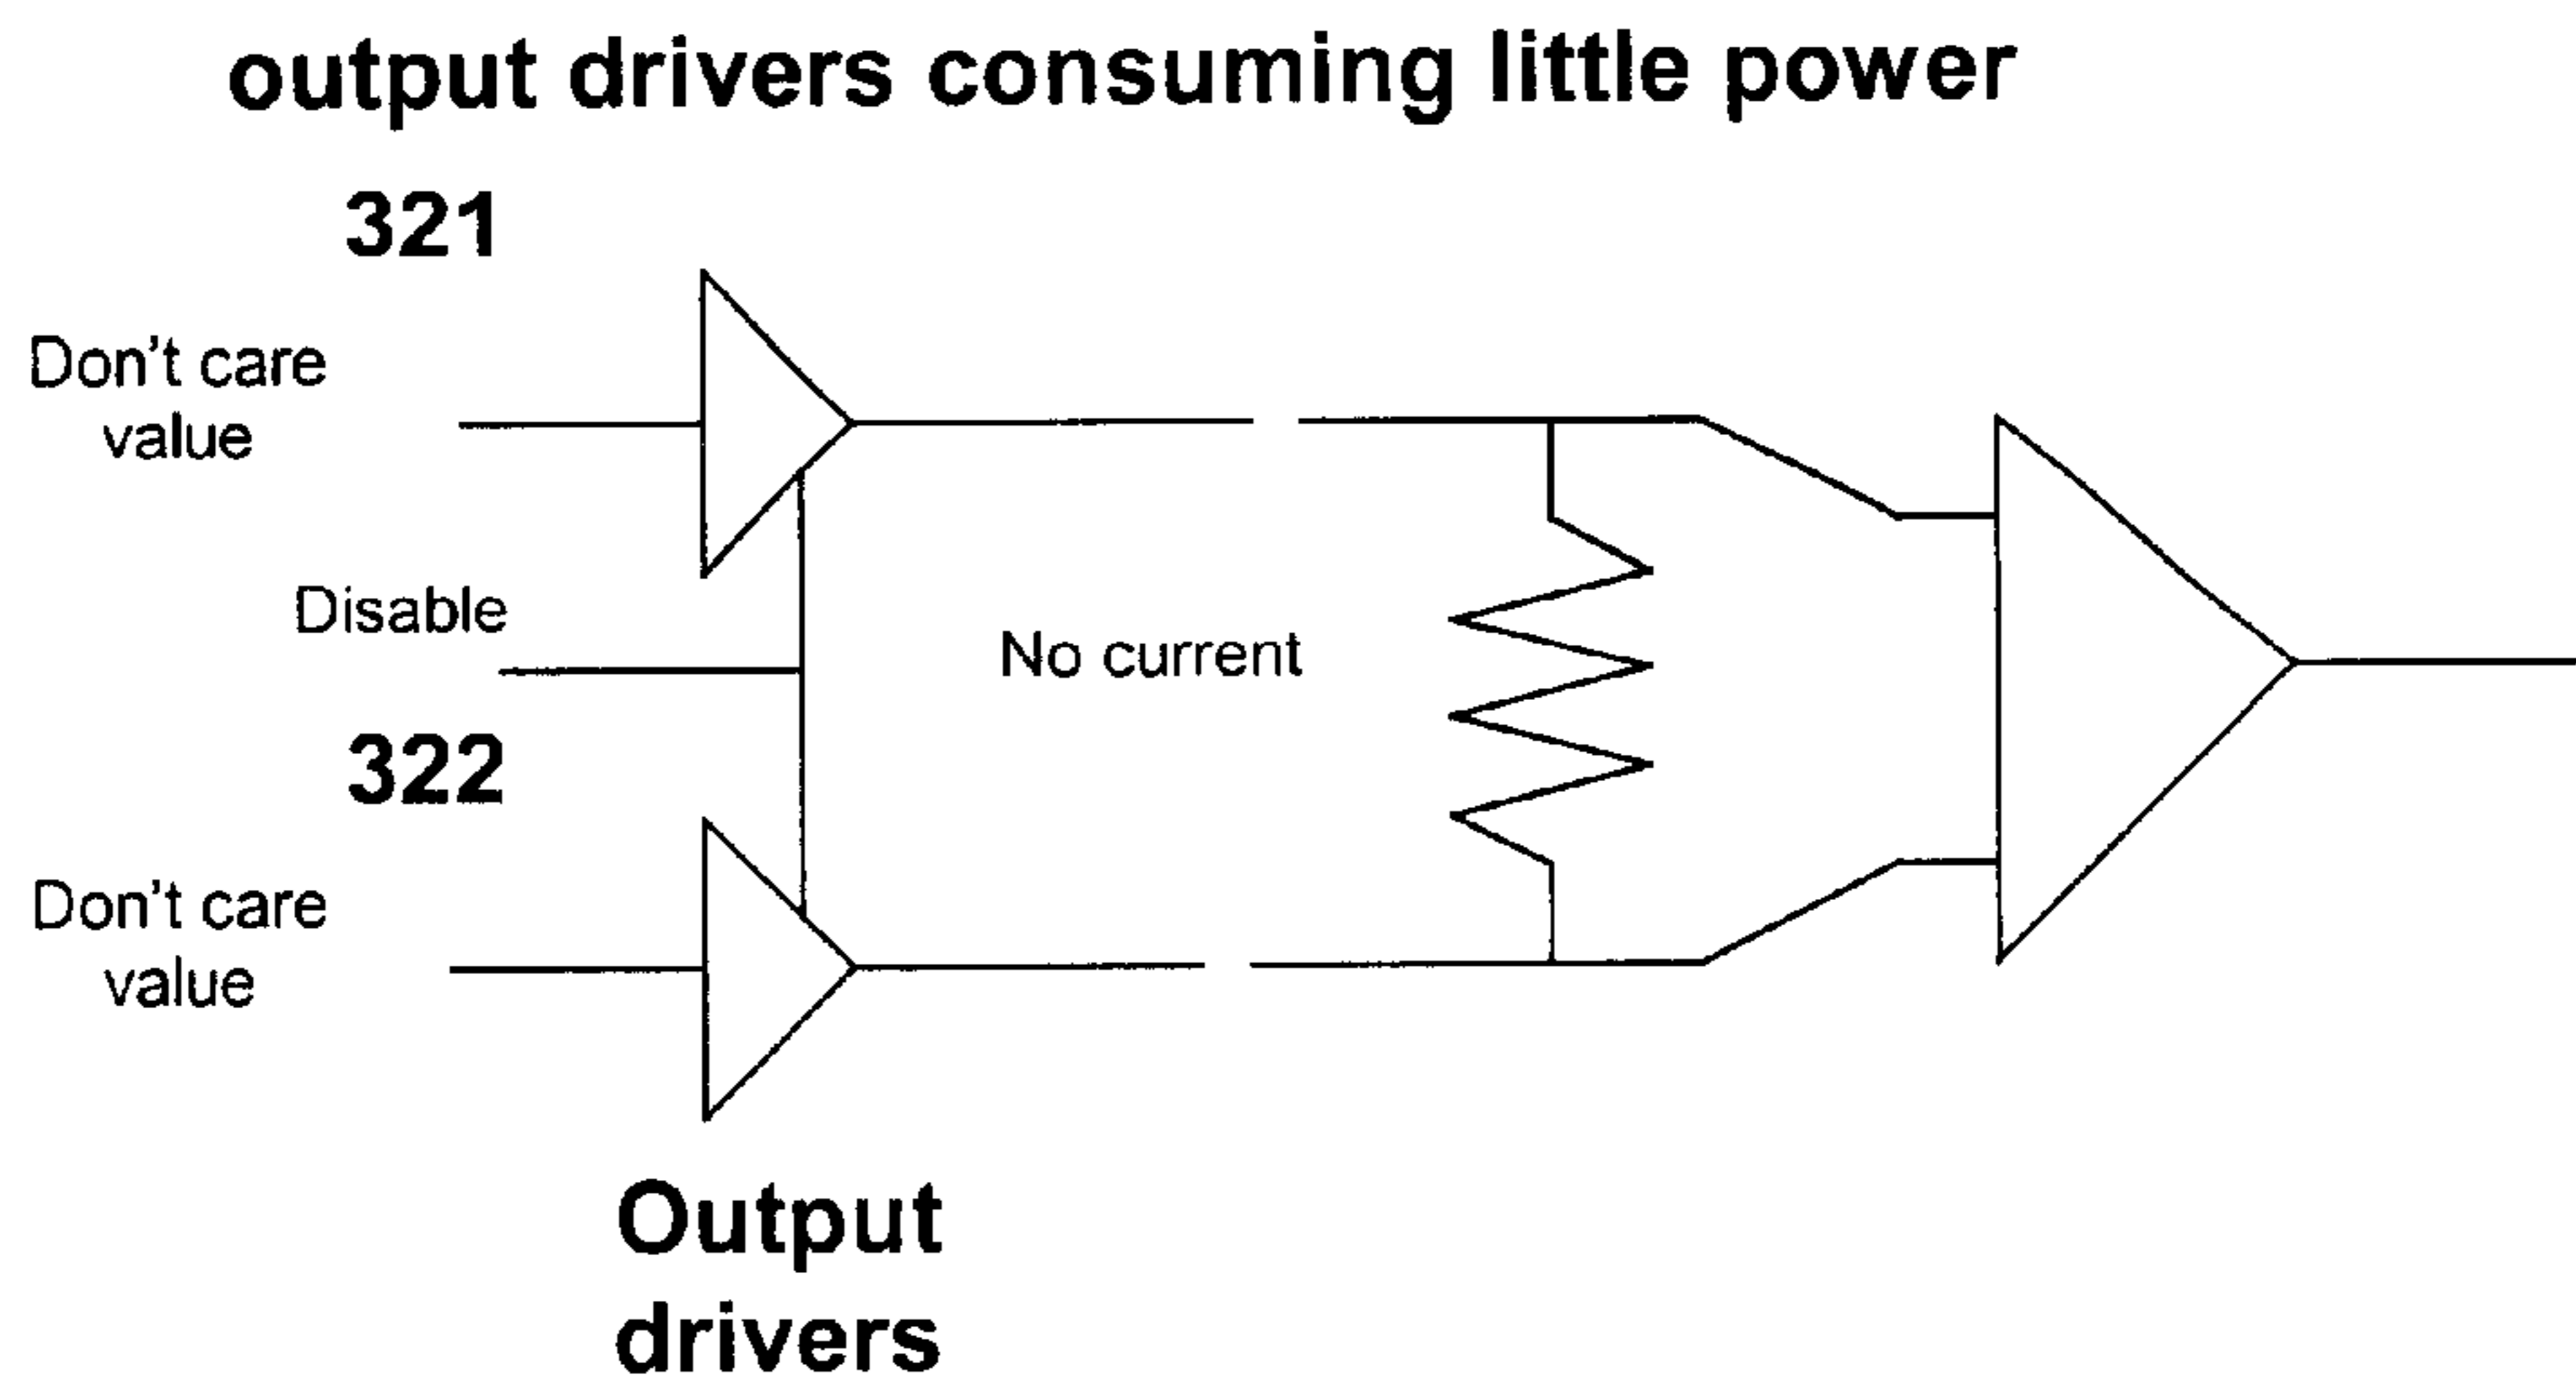 output drivers consuming little power
321
Don't care
value
Disable
No current
322
Don't care
value
Output
drivers